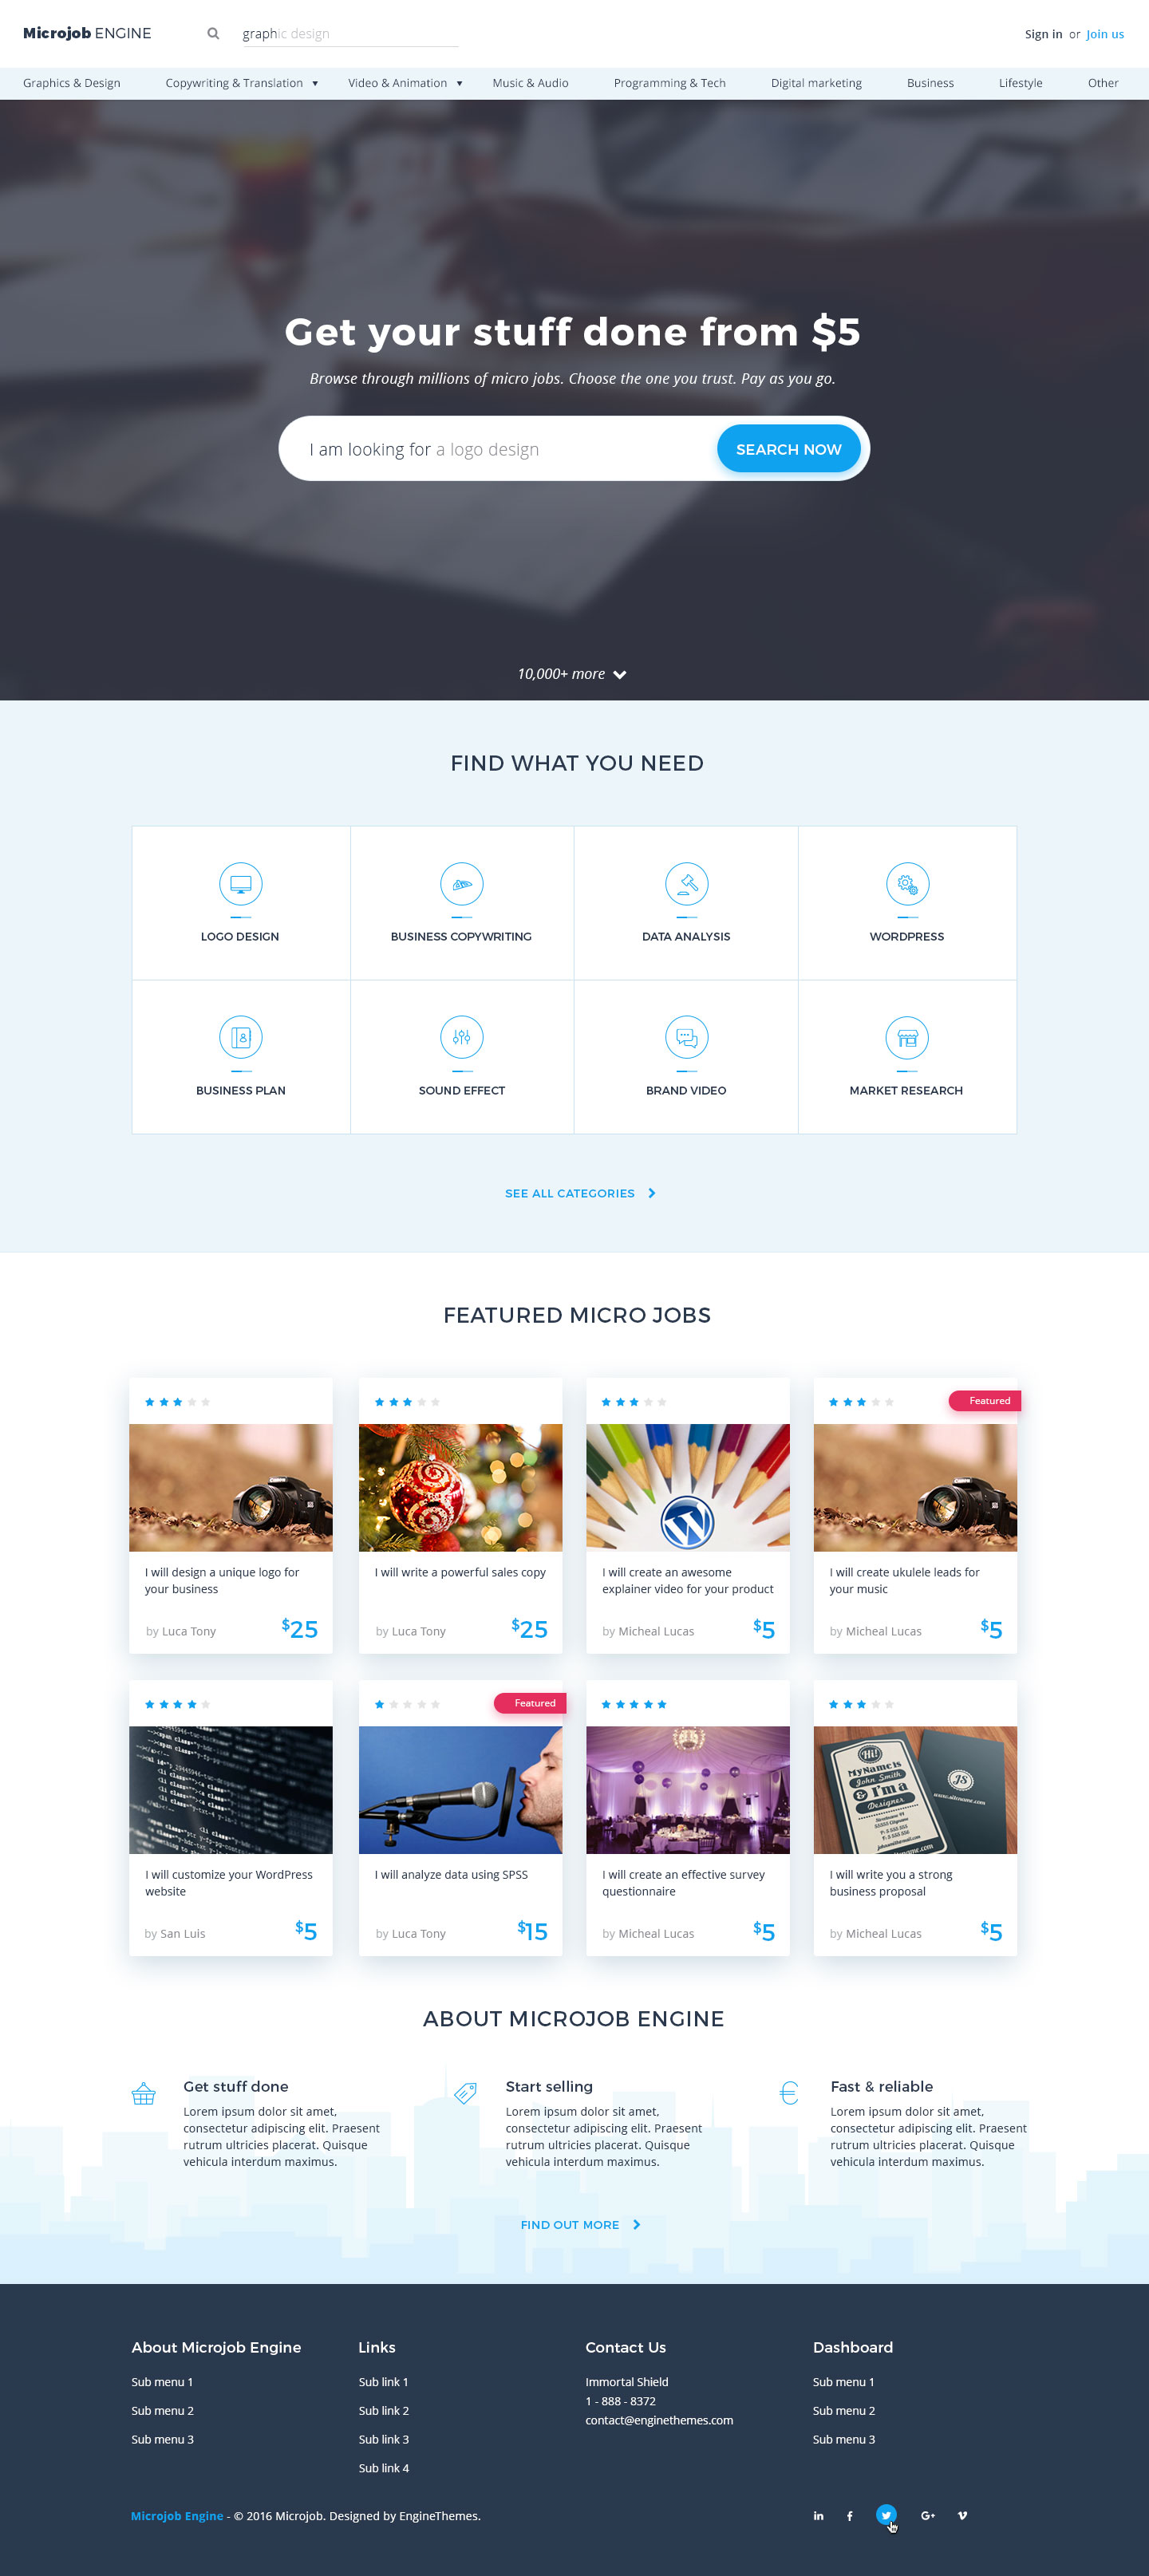 Microjob ENGINE
graphic design
Sign in or Join us
Graphics & Design
Copywriting & Translation
Video & Animation
Music & Audio
Programming & Tech
Digital marketing
Business
Lifestyle
Other
Get your stuff done from $5
Browse through millions of micro jobs. Choose the one you trust. Pay as you go.
I am looking for a logo design
SEARCH NOW
10,000+ more
FIND WHAT YOU NEED
LOGO DESIGN
BUSINESS COPYWRITING
DATA ANALYSIS
WORDPRESS
BUSINESS PLAN
SOUND EFFECT
BRAND VIDEO
MARKET RESEARCH
SEE ALL CATEGORIES
FEATURED MICRO JOBS
I will design a unique logo for
your business
by Luca Tony
$25
I will write a powerful sales copy
by Luca Tony
$25
I will create an awesome
explainer video for your product
by Micheal Lucas
$5
Featured
I will create ukulele leads for
your music
by Micheal Lucas
$5
I will customize your WordPress
website
by San Luis
$5
Featured
I will analyze data using SPSS
by Luca Tony
$15
I will create an effective survey
questionnaire
by Micheal Lucas
$5
Hi!
My Name is
John Smith
& I'm a
Designer
JS
I will write you a strong
business proposal
by Micheal Lucas
$5
ABOUT MICROJOB ENGINE
Get stuff done
Lorem ipsum dolor sit amet,
consectetur adipiscing elit. Praesent
rutrum ultricies placerat. Quisque
vehicula interdum maximus.
Start selling
Lorem ipsum dolor sit amet,
consectetur adipiscing elit. Praesent
rutrum ultricies placerat. Quisque
vehicula interdum maximus.
Fast & reliable
Lorem ipsum dolor sit amet,
consectetur adipiscing elit. Praesent
rutrum ultricies placerat. Quisque
vehicula interdum maximus.
FIND OUT MORE
About Microjob Engine
Sub menu 1
Sub menu 2
Sub menu 3
Links
Sub link 1
Sub link 2
Sub link 3
Sub link 4
Contact Us
Immortal Shield
1 - 888 - 8372
contact@enginethemes.com
Dashboard
Sub menu 1
Sub menu 2
Sub menu 3
Microjob Engine - © 2016 Microjob. Designed by EngineThemes.